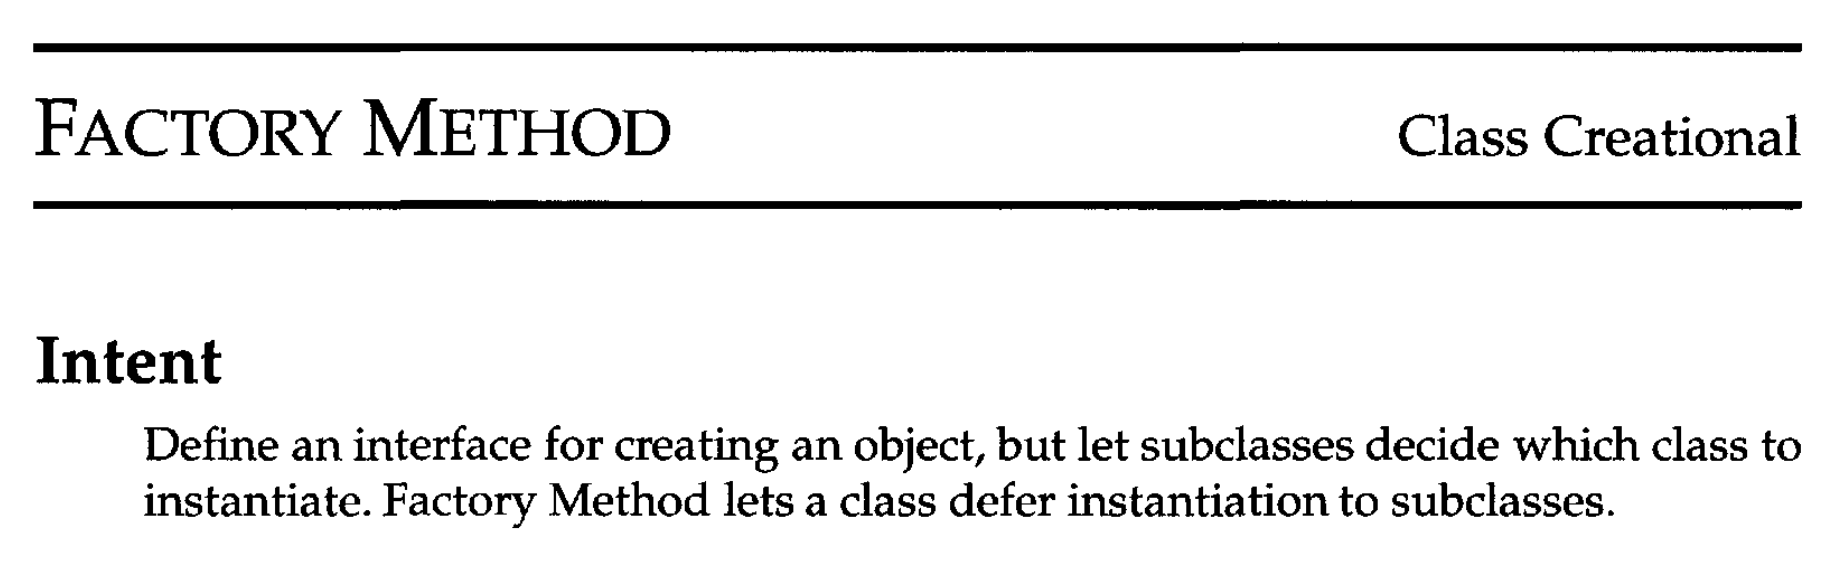 FACTORY METHOD Class Creational
Intent
Define an interface for creating an object, but let subclasses decide which class to
instantiate. Factory Method lets a class defer instantiation to subclasses.